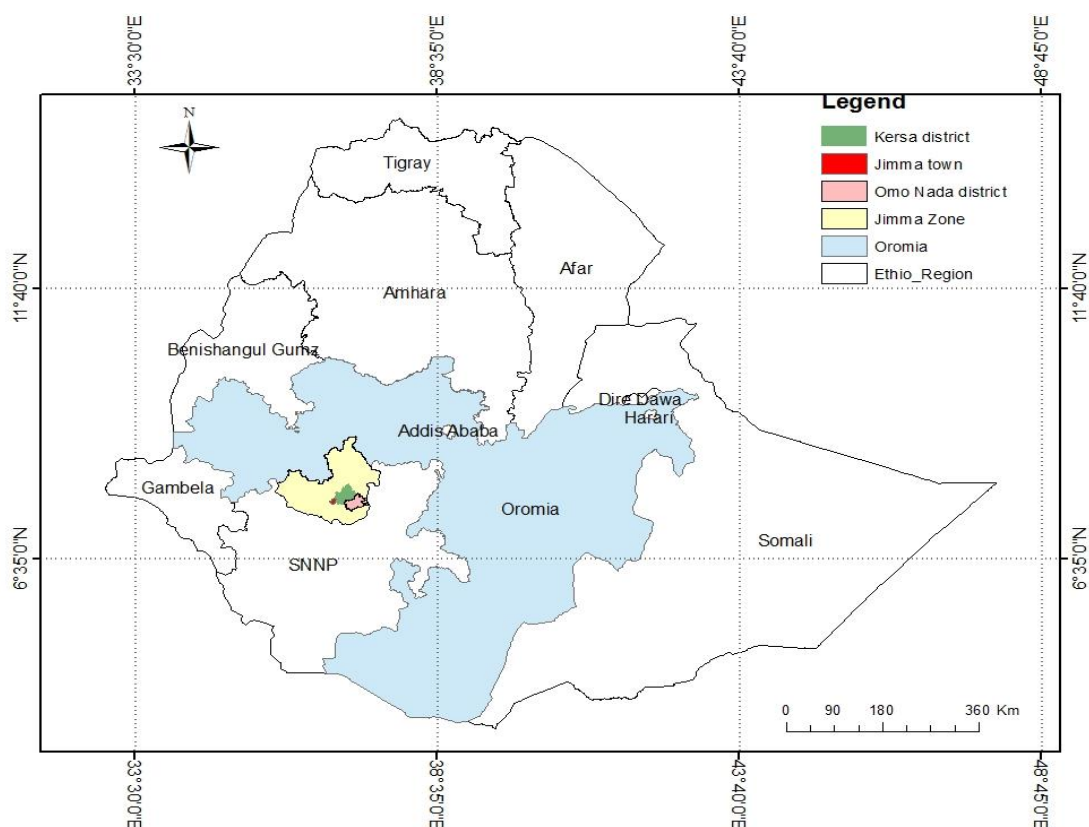 33°30'0"E 38°35'0"E 43°40'0"E 48°45'0"E
N
Legend
Kersa district
Jimma town
Omo Nada district
Jimma Zone
Oromia
Ethio_Region
Tigray
Afar
11°40'0"N 11°40'0"N
Amhara
Benishangul Gumz
Dire Dawa
Harari
Addis Ababa
Gambela
Oromia
Somali
6°35'0"N 6°35'0"N
SNNP
0 90 180 360 Km
33°30'0"E 38°35'0"E 43°40'0"E 48°45'0"E